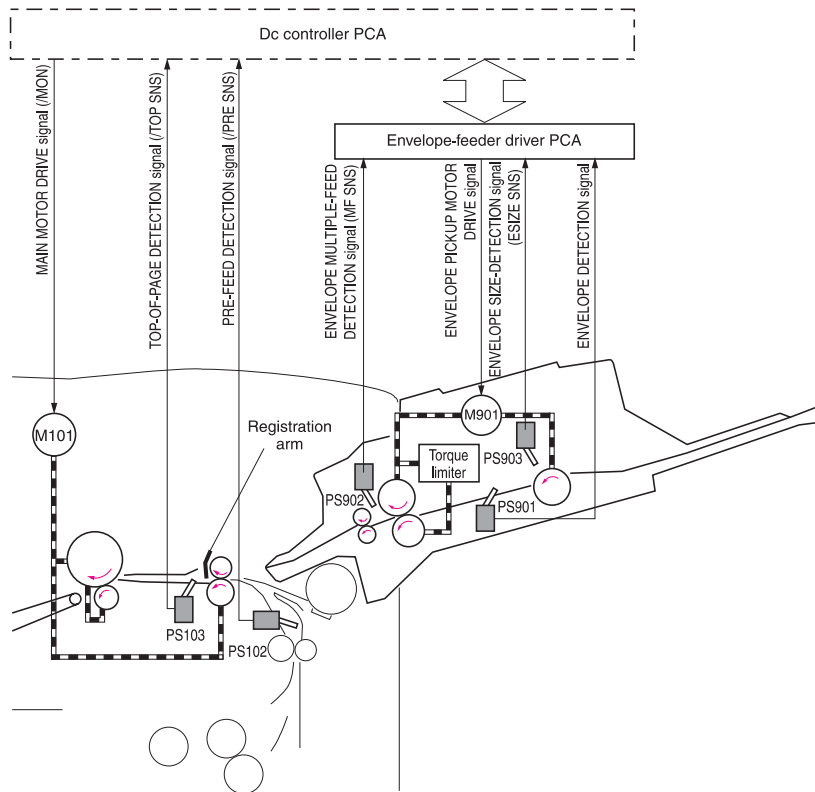 Dc controller PCA
MAIN MOTOR DRIVE signal (/MON)
TOP-OF-PAGE DETECTION signal (/TOP SNS)
PRE-FEED DETECTION signal (/PRE SNS)
Envelope-feeder driver PCA
ENVELOPE MULTIPLE-FEED
DETECTION signal (MF SNS)
ENVELOPE PICKUP MOTOR
DRIVE signal
ENVELOPE SIZE-DETECTION signal
(ESIZE SNS)
ENVELOPE DETECTION signal
M101
Registration
arm
M901
Torque
limiter
PS903
PS902
PS901
PS103
PS102